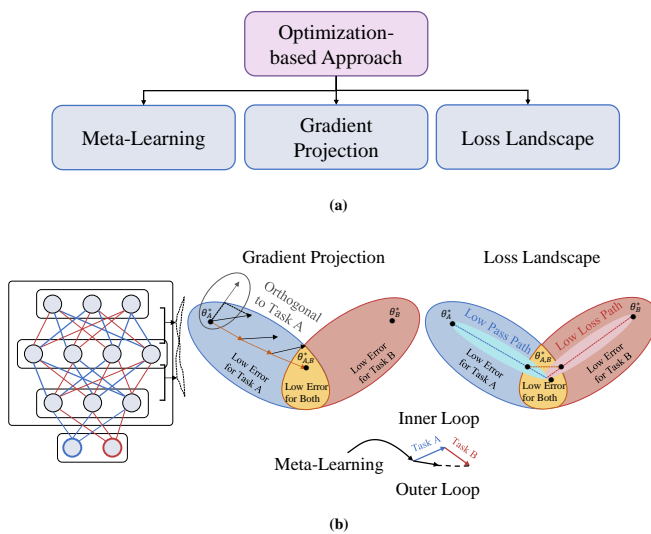 Optimization-
based Approach
Meta-Learning
Gradient
Projection
Loss Landscape
(a)
Gradient Projection
Loss Landscape
Orthogonal
to Task A
θ*A
θ*B
θ*A,B
Low Error
for Task A
Low Error
for Both
Low Error
for Task B
θ*A
θ*B
θ*A,B
Low Pass Path
Low Loss Path
Low Error
for Task A
Low Error
for Both
Low Error
for Task B
Inner Loop
Meta-Learning
Task A
Task B
Outer Loop
(b)